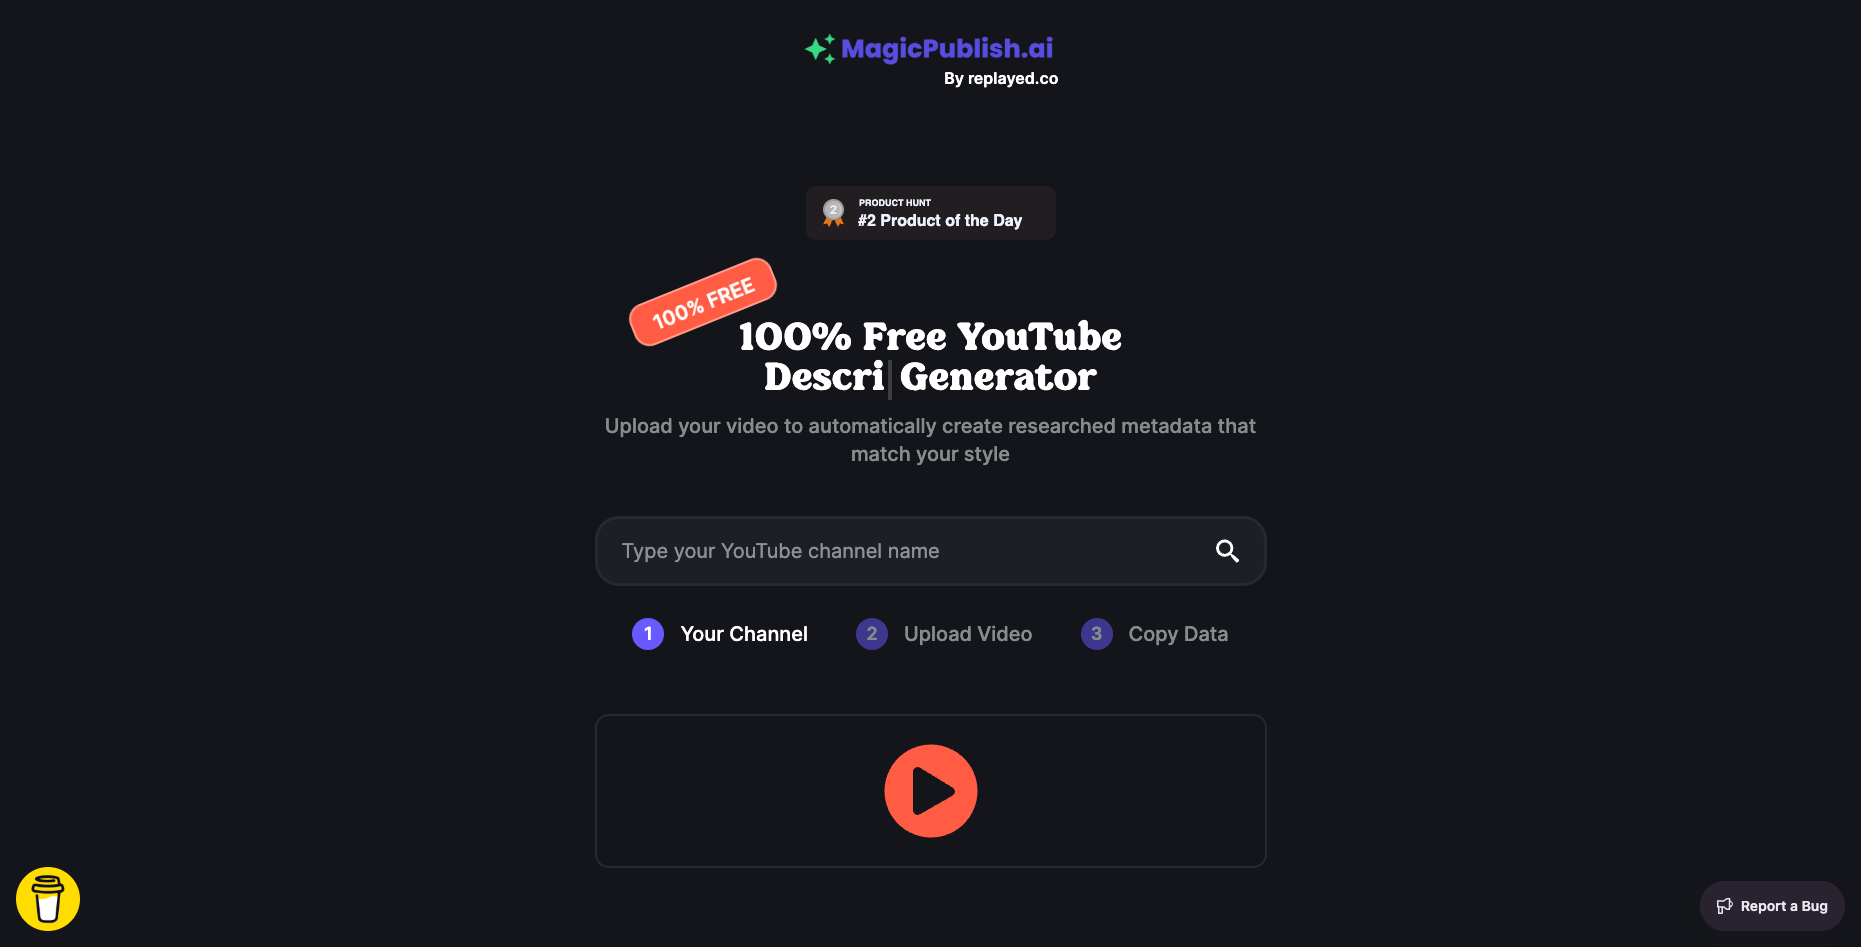 MagicPublish.ai
By replayed.co
2
PRODUCT HUNT
#2 Product of the Day
100% FREE
100% Free YouTube
Descri Generator
Upload your video to automatically create researched metadata that
match your style
Type your YouTube channel name
1 Your Channel 2 Upload Video 3 Copy Data
Report a Bug